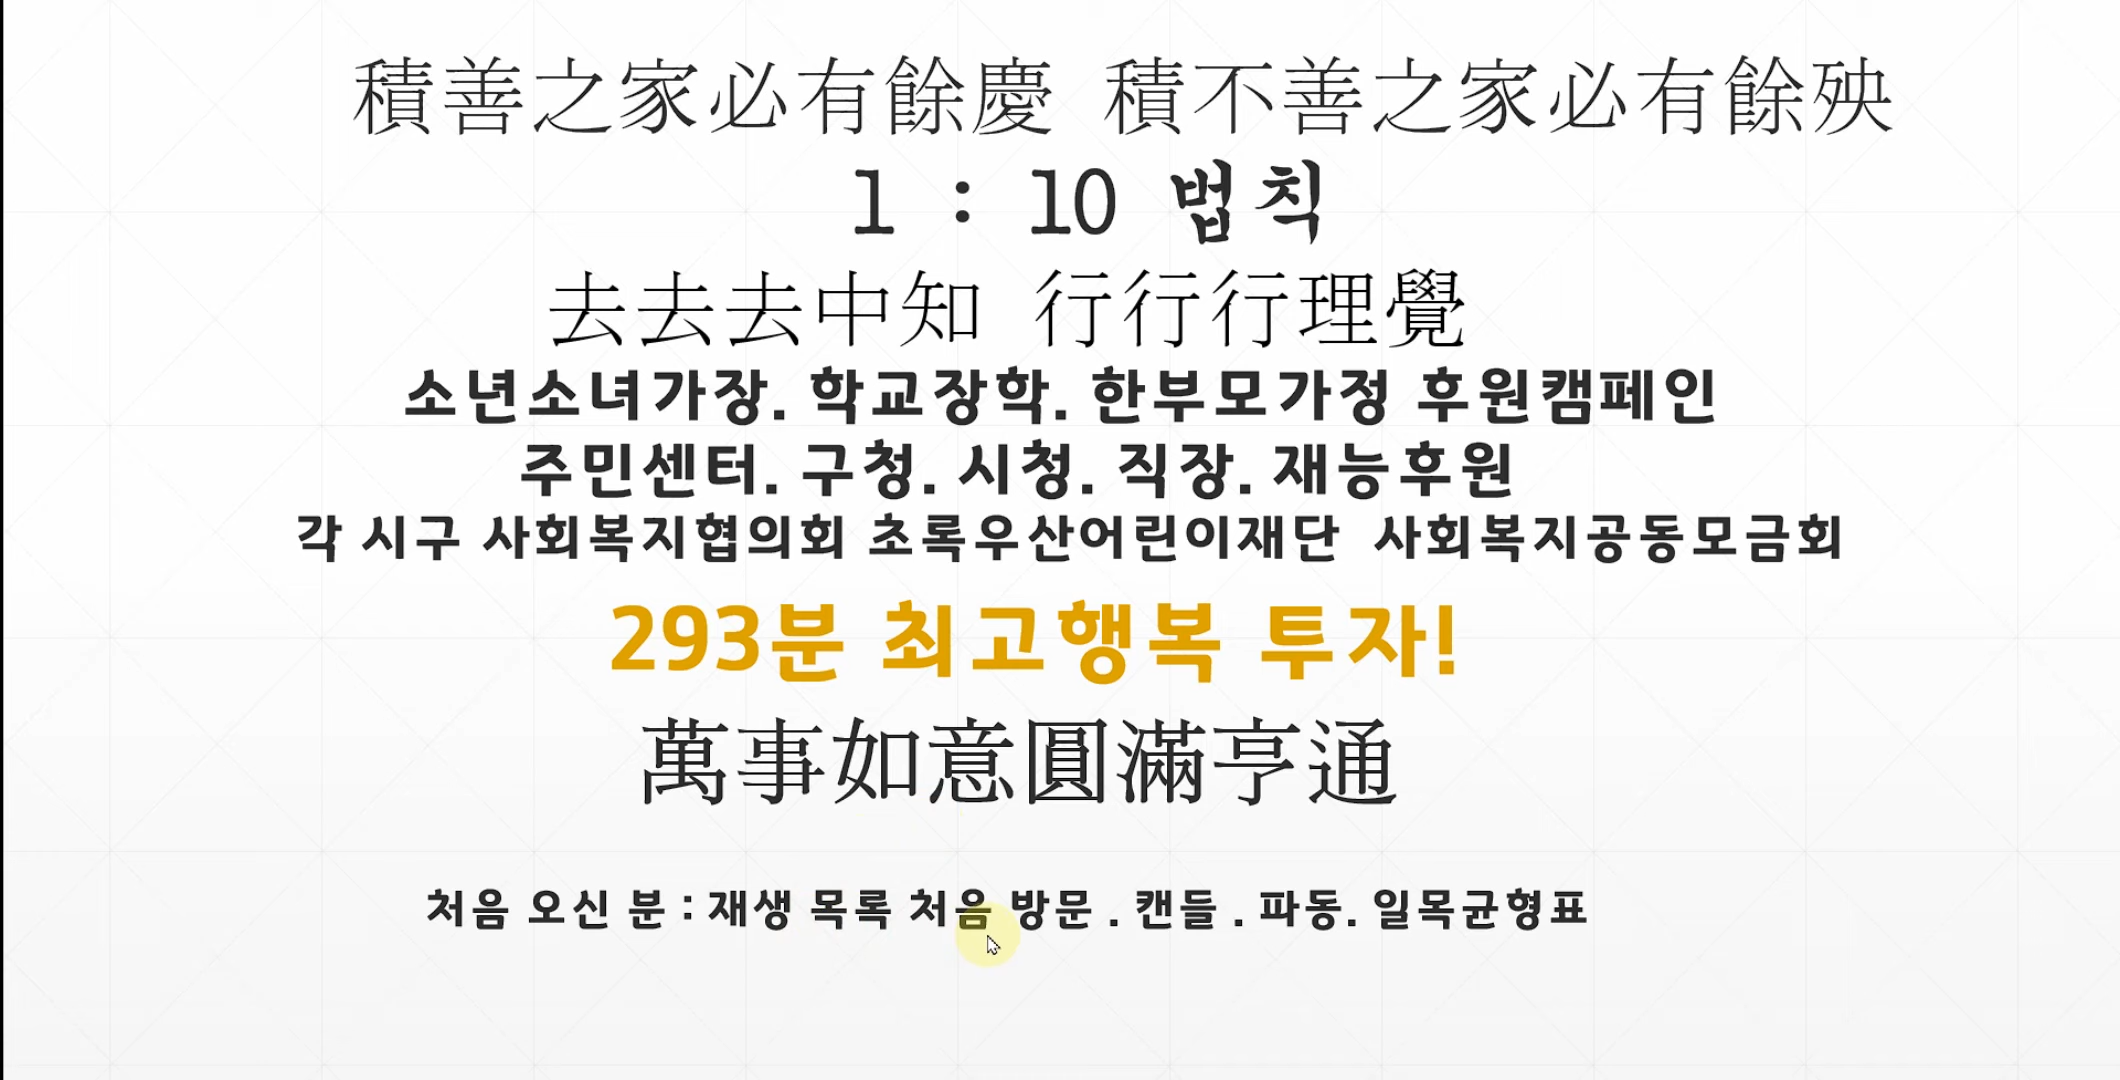 積善之家必有餘慶 積不善之家必有餘殃
1 : 10 법칙
去去去中知 行行行理覺
소년소녀가장. 학교장학. 한부모가정 후원캠페인
주민센터. 구청. 시청. 직장. 재능후원
각 시구 사회복지협의회 초록우산어린이재단 사회복지공동모금회
293분 최고행복 투자!
萬事如意圓滿亨通
처음 오신 분 : 재생 목록 처음 방문 . 캔들 . 파동. 일목균형표